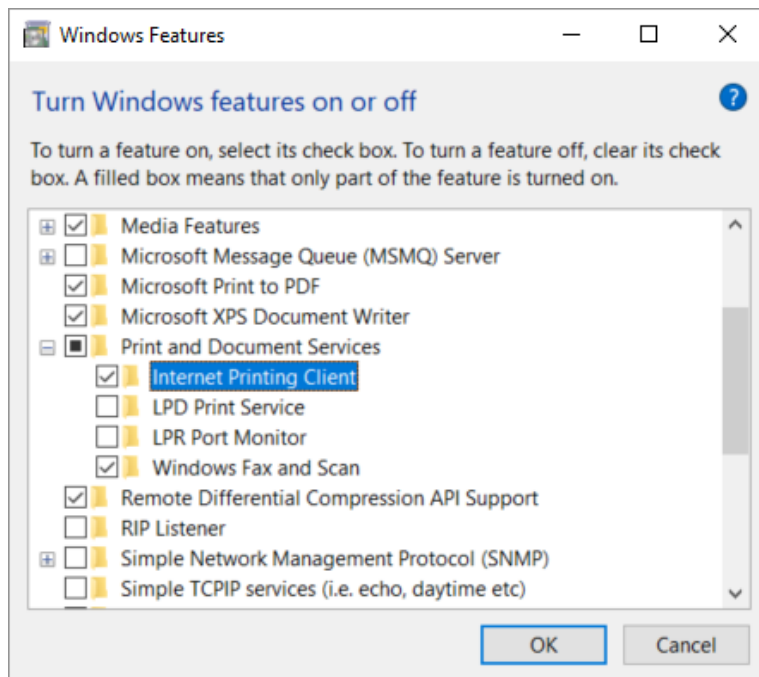 Windows Features
Turn Windows features on or off
?
To turn a feature on, select its check box. To turn a feature off, clear its check
box. A filled box means that only part of the feature is turned on.
Media Features
Microsoft Message Queue (MSMQ) Server
Microsoft Print to PDF
Microsoft XPS Document Writer
Print and Document Services
Internet Printing Client
LPD Print Service
LPR Port Monitor
Windows Fax and Scan
Remote Differential Compression API Support
RIP Listener
Simple Network Management Protocol (SNMP)
Simple TCPIP services (i.e. echo, daytime etc)
OK Cancel